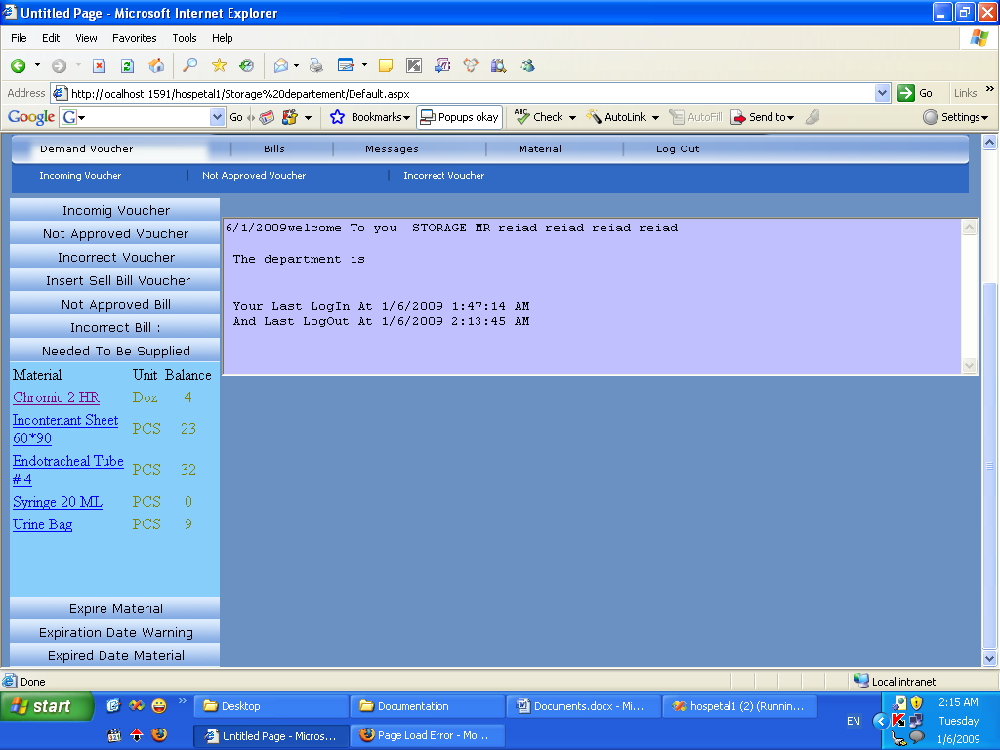 Untitled Page - Microsoft Internet Explorer
File Edit View Favorites Tools Help
Address http://localhost:1591/hospetal1/Storage%20departement/Default.aspx Go Links »
Google G Go Bookmarks Popups okay ABC Check AutoLink AutoFill Send to Settings
Demand Voucher Bills Messages Material Log Out
Incoming Voucher Not Approved Voucher Incorrect Voucher
Incomig Voucher
Not Approved Voucher
Incorrect Voucher
Insert Sell Bill Voucher
Not Approved Bill
Incorrect Bill :
Needed To Be Supplied
Material Unit Balance
Chromic 2 HR Doz 4
Incontenant Sheet
60*90 PCS 23
Endotracheal Tube
# 4 PCS 32
Syringe 20 ML PCS 0
Urine Bag PCS 9
Expire Material
Expiration Date Warning
Expired Date Material
6/1/2009welcome To you STORAGE MR reiad reiad reiad reiad
The department is
Your Last LogIn At 1/6/2009 1:47:14 AM
And Last LogOut At 1/6/2009 2:13:45 AM
Done Local intranet
start » Desktop Documentation Documents.docx - Mi... hospetal1 (2) (Runnin...
Untitled Page - Micros... Page Load Error - Mo...
EN
2:15 AM
Tuesday
1/6/2009